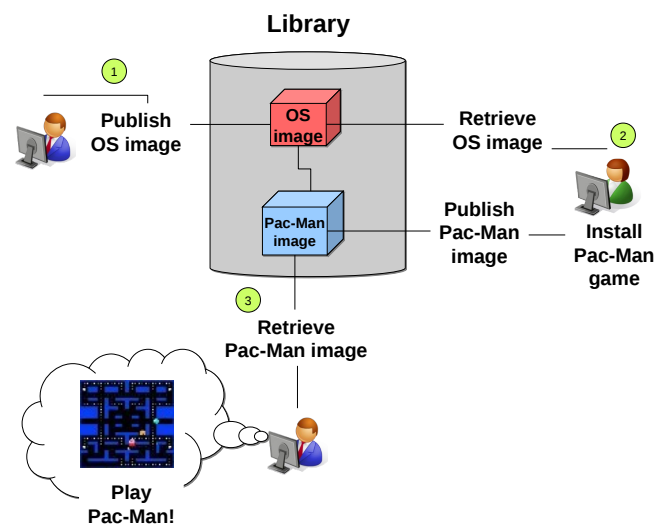 Library
1
Publish
OS image
OS
image
Retrieve
OS image
2
Pac-Man
image
Publish
Pac-Man
image
Install
Pac-Man
game
3
Retrieve
Pac-Man image
Play
Pac-Man!